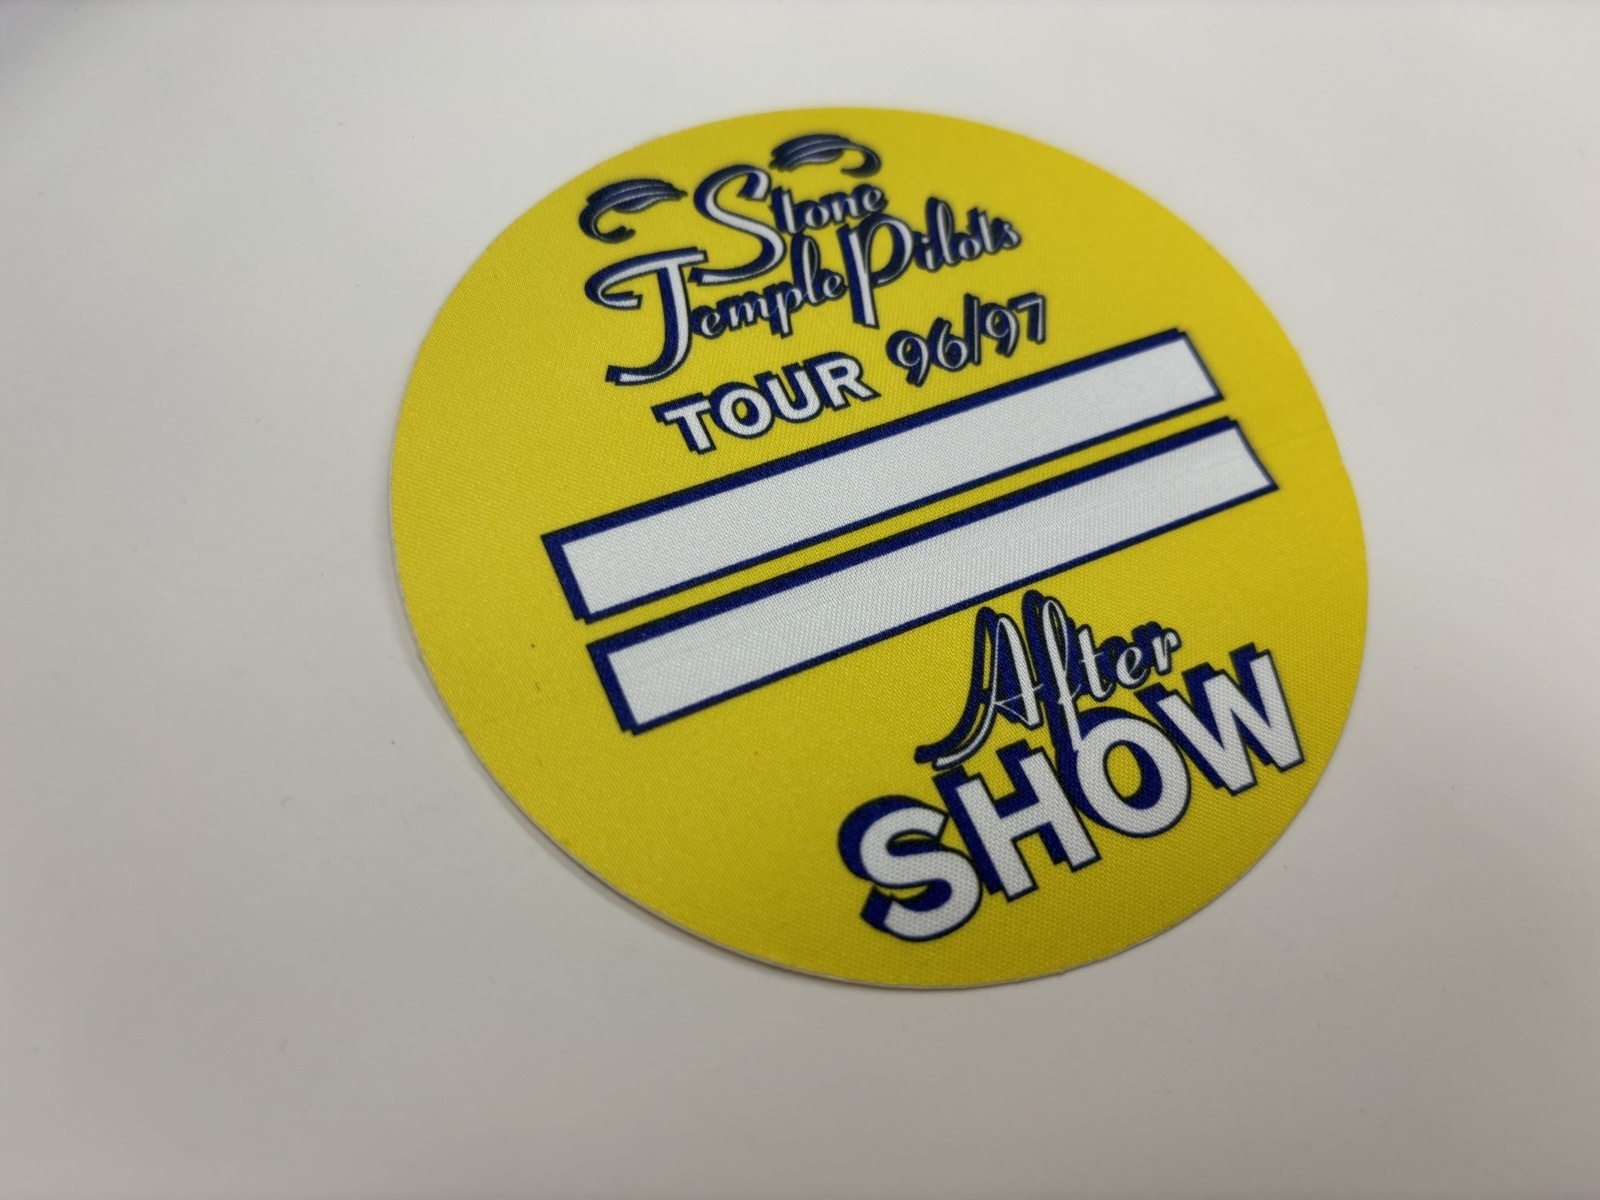 Stone
Temple Pilots
TOUR 96/97
After
SHOW